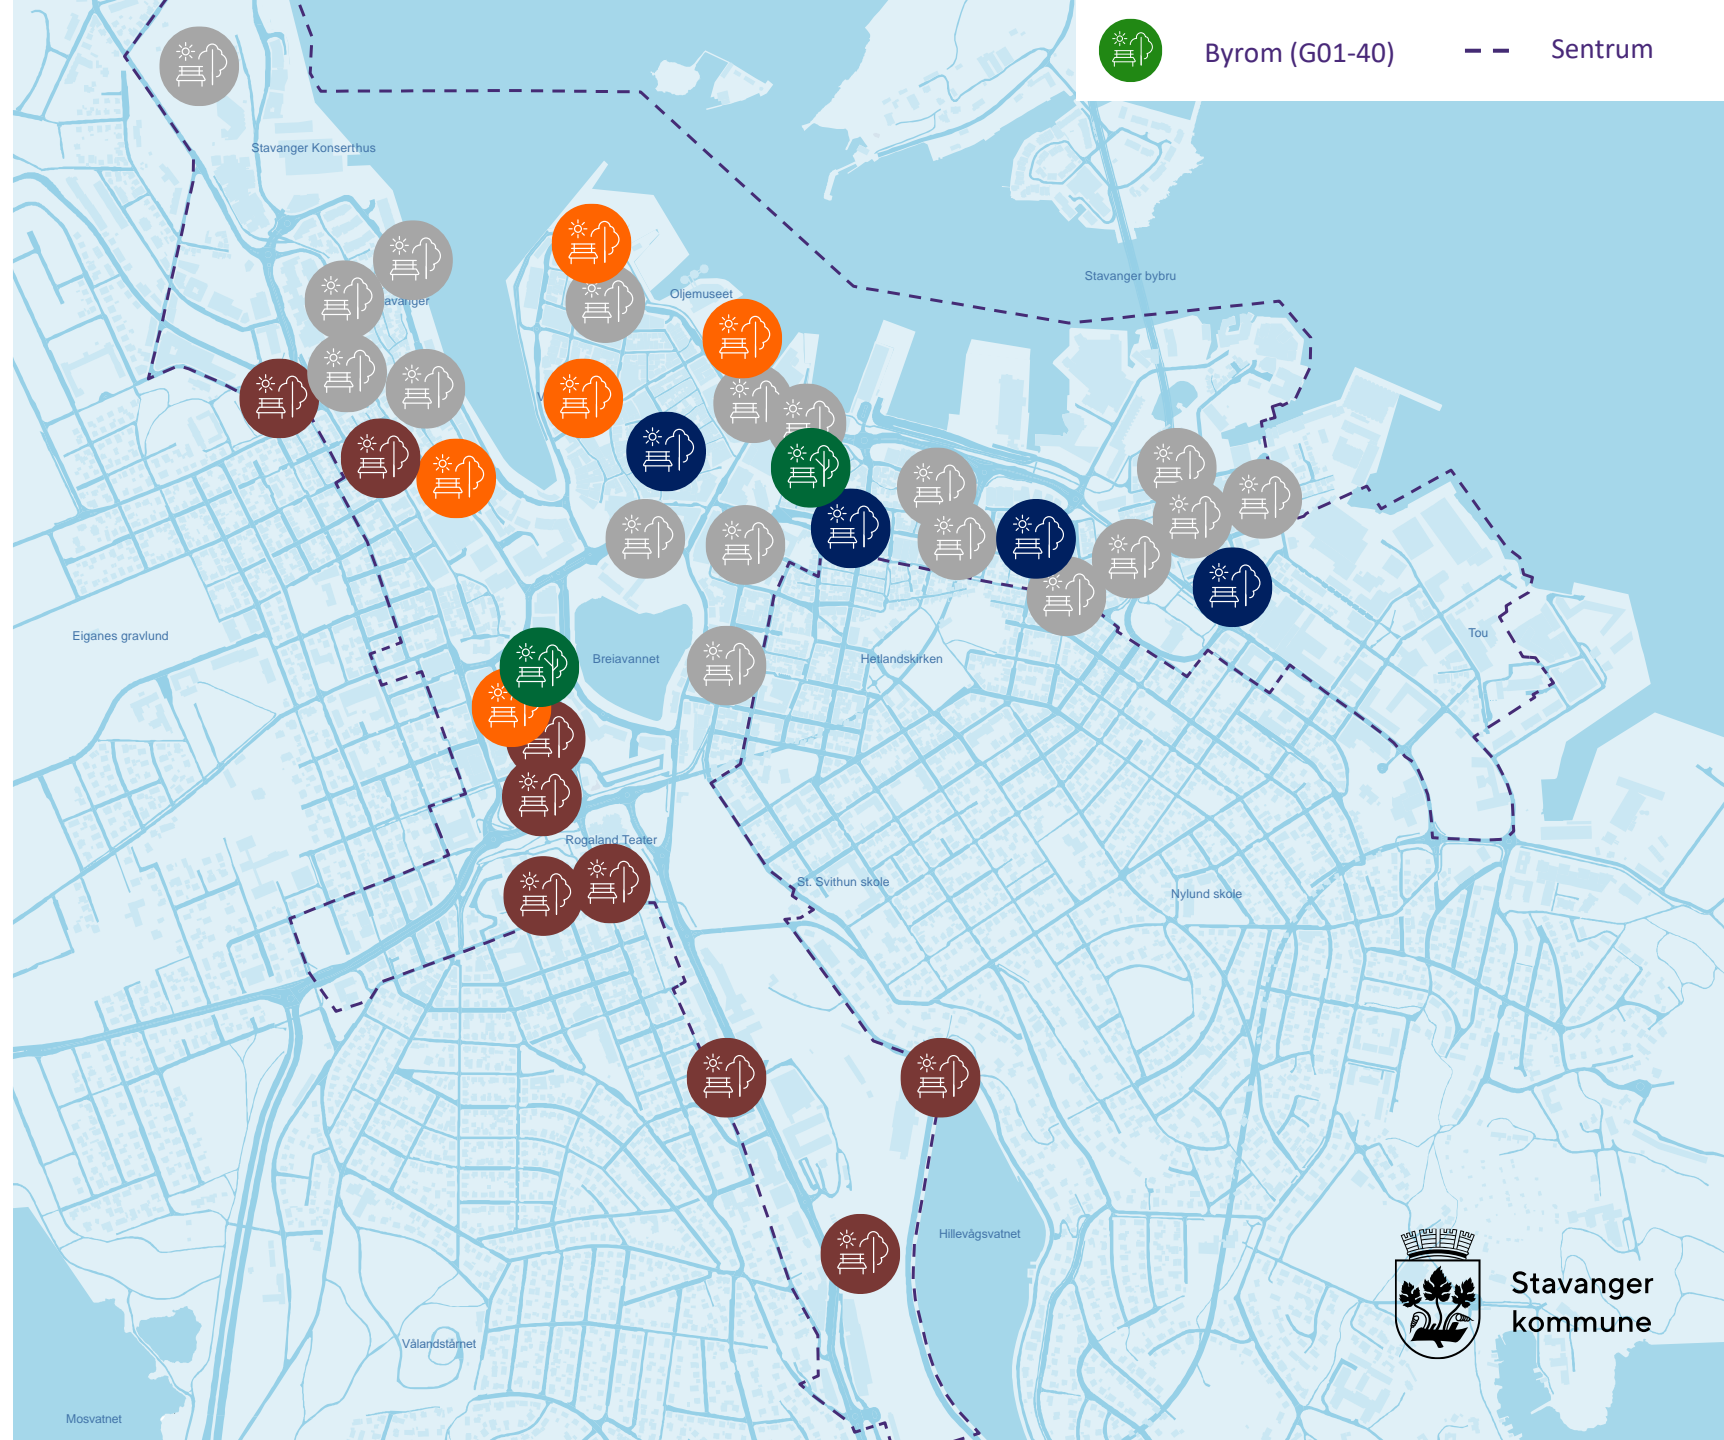 Byrom (G01-40)
Sentrum
Stavanger Konserthus
Stavanger bybru
Oljemuseet
avanger
Eiganes gravlund
Breiavannet
Hetlandskirken
Tou
Rogaland Teater
St. Svithun skole
Nylund skole
Hillevågsvatnet
Stavanger
kommune
Vålandstårnet
Mosvatnet